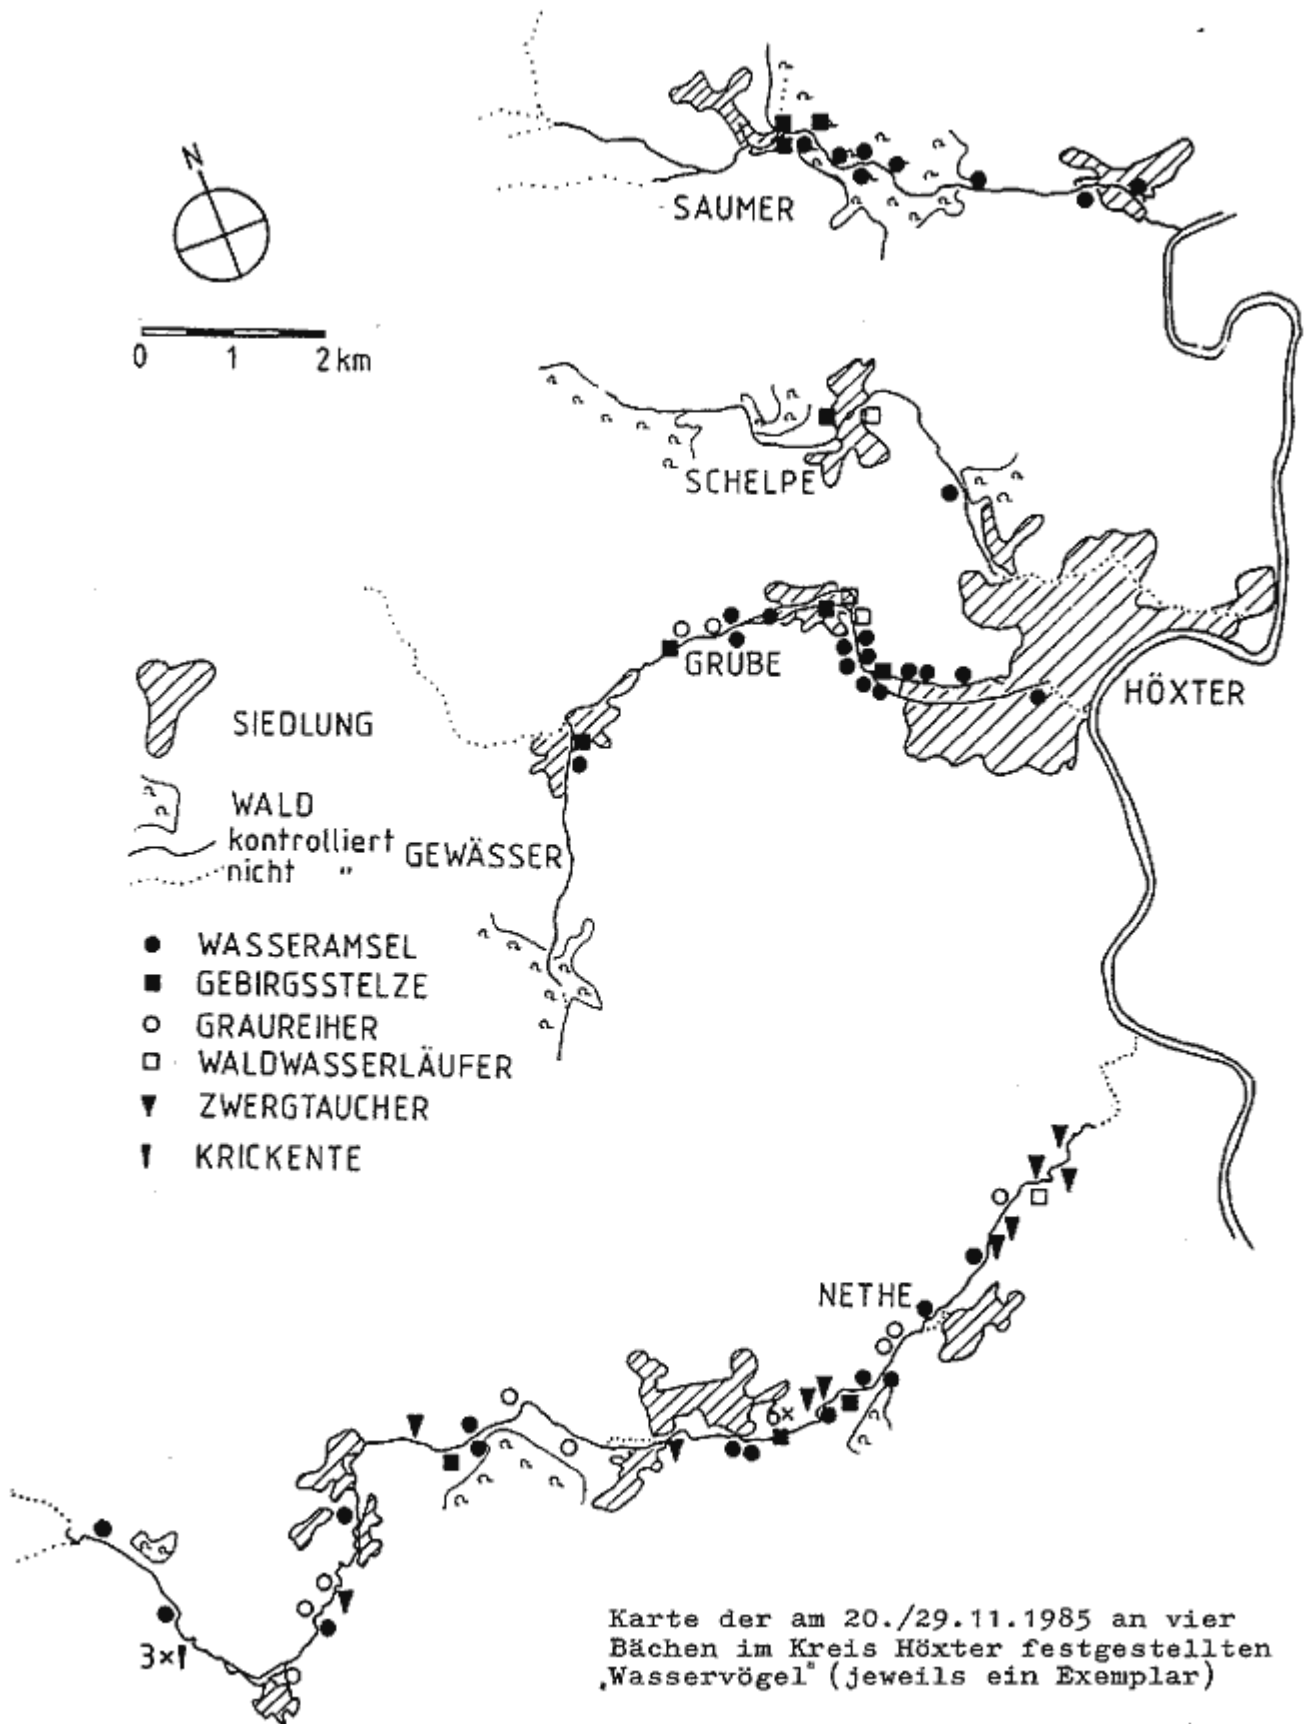 SAUMER
N
0 1 2 km
SCHELPE
GRUBE
HÖXTER
SIEDLUNG
WALD
kontrolliert
GEWÄSSER
nicht "
WASSERAMSEL
GEBIRGSSTELZE
GRAUREIHER
WALDWASSERLÄUFER
ZWERGTAUCHER
KRICKENTE
NETHE
6×
3×
Karte der am 20./29.11.1985 an vier
Bächen im Kreis Höxter festgestellten
„Wasservögel" (jeweils ein Exemplar)